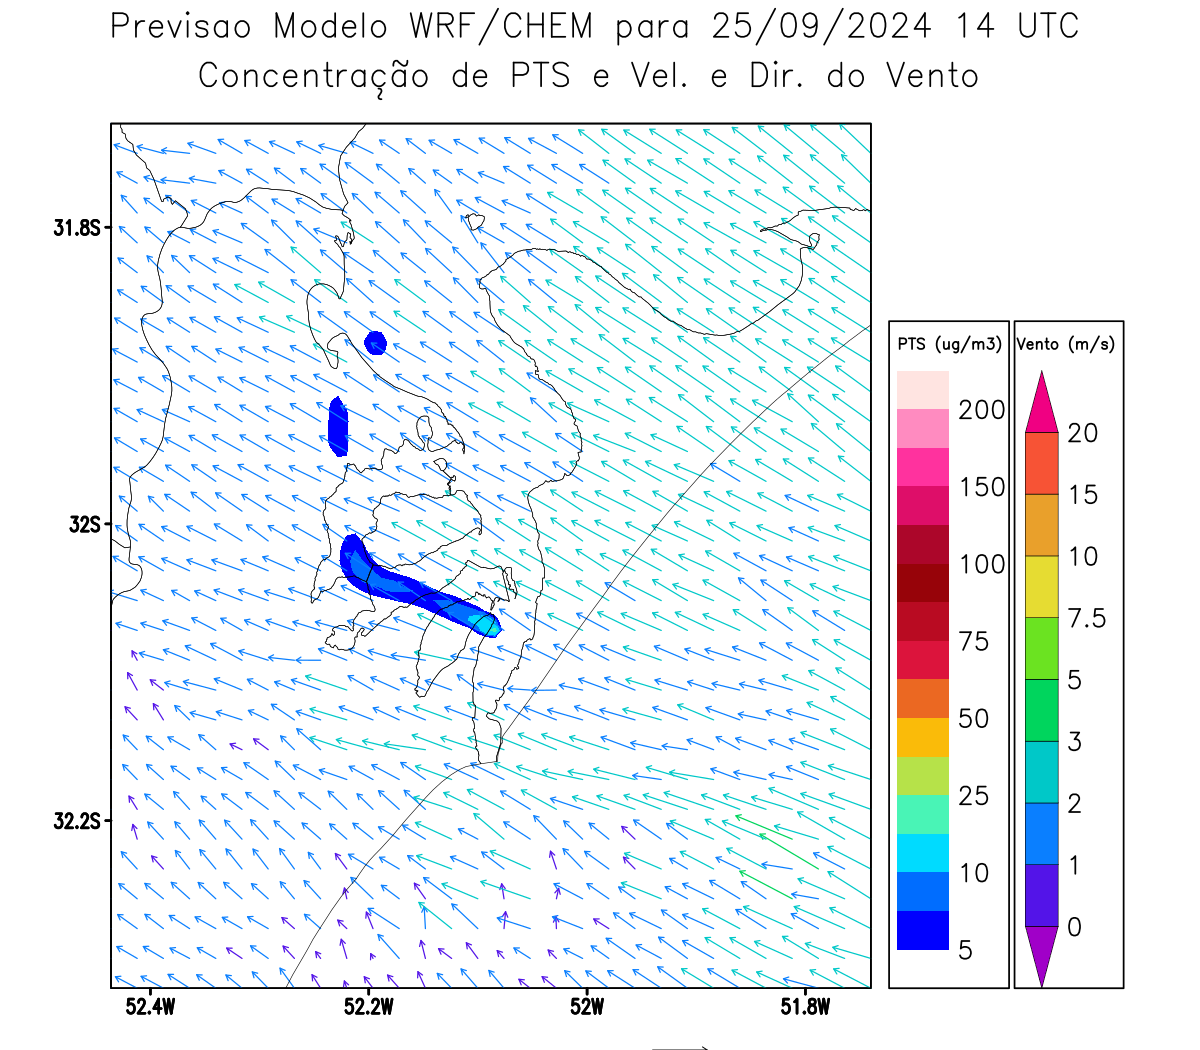 Previsao Modelo WRF/CHEM para 25/09/2024 14 UTC
Concentração de PTS e Vel. e Dir. do Vento
31.8S
32S
32.2S
52.4W 52.2W 52W 51.8W
PTS (ug/m3)
200
150
100
75
50
25
10
5
Vento (m/s)
20
15
10
7.5
5
3
2
1
0